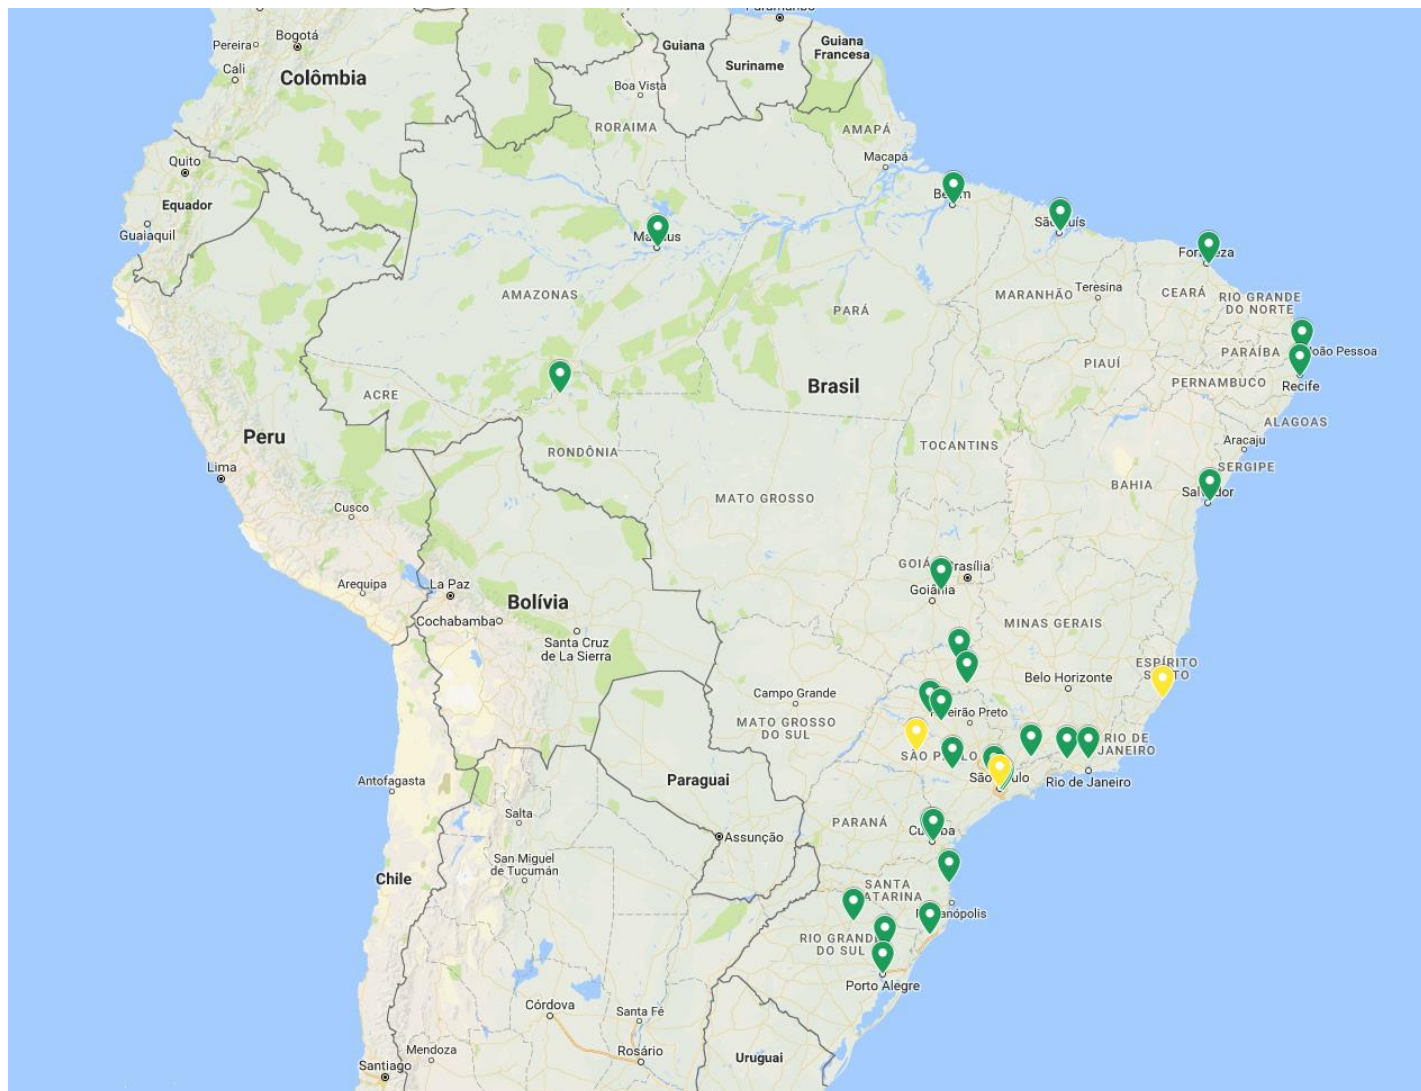 Bogotá
Pereira
Cali
Colômbia
Guiana
Suriname
Guiana
Francesa
Boa Vista
RORAIMA
AMAPÁ
Macapá
Quito
Equador
Guaiaquil
AMAZONAS
PARÁ
MARANHÃO
Teresina
CEARÁ
RIO GRANDE
DO NORTE
João Pessoa
PARAÍBA
PIAUÍ
PERNAMBUCO
Recife
ALAGOAS
Brasil
ACRE
Peru
RONDÔNIA
TOCANTINS
Aracaju
SERGIPE
Lima
MATO GROSSO
BAHIA
Cusco
Arequipa
La Paz
Bolívia
Cochabamba
Santa Cruz
de La Sierra
MINAS GERAIS
Belo Horizonte
Campo Grande
MATO GROSSO
DO SUL
RIO DE
JANEIRO
Rio de Janeiro
Antofagasta
Paraguai
Salta
Assunção
PARANÁ
San Miguel
de Tucumán
Chile
SANTA
RIO GRANDE
DO SUL
Porto Alegre
Córdova
Santa Fé
Mendoza
Rosário
Santiago
Uruguai